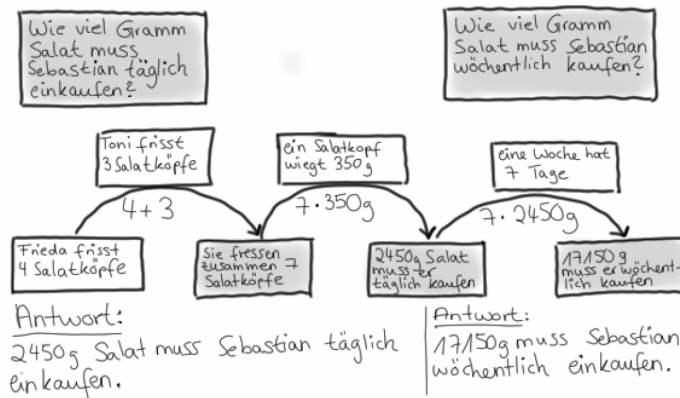 Wie viel Gramm
Salat muss
Sebastian täglich
einkaufen?
Wie viel Gramm
Salat muss Sebastian
wöchentlich kaufen?
Toni frisst
3 Salatköpfe
ein Salatkopf
wiegt 350g
eine Woche hat
7 Tage
4+3
7·350g
7·2450g
Frieda frisst
4 Salatköpfe
Sie fressen
zusammen 7
Salatköpfe
2450g Salat
muss er
täglich kaufen
17150 g
muss er wöchent-
lich kaufen
Antwort:
2450g Salat muss Sebastian täglich
einkaufen.
Antwort:
17150g muss Sebastian
wöchentlich einkaufen.